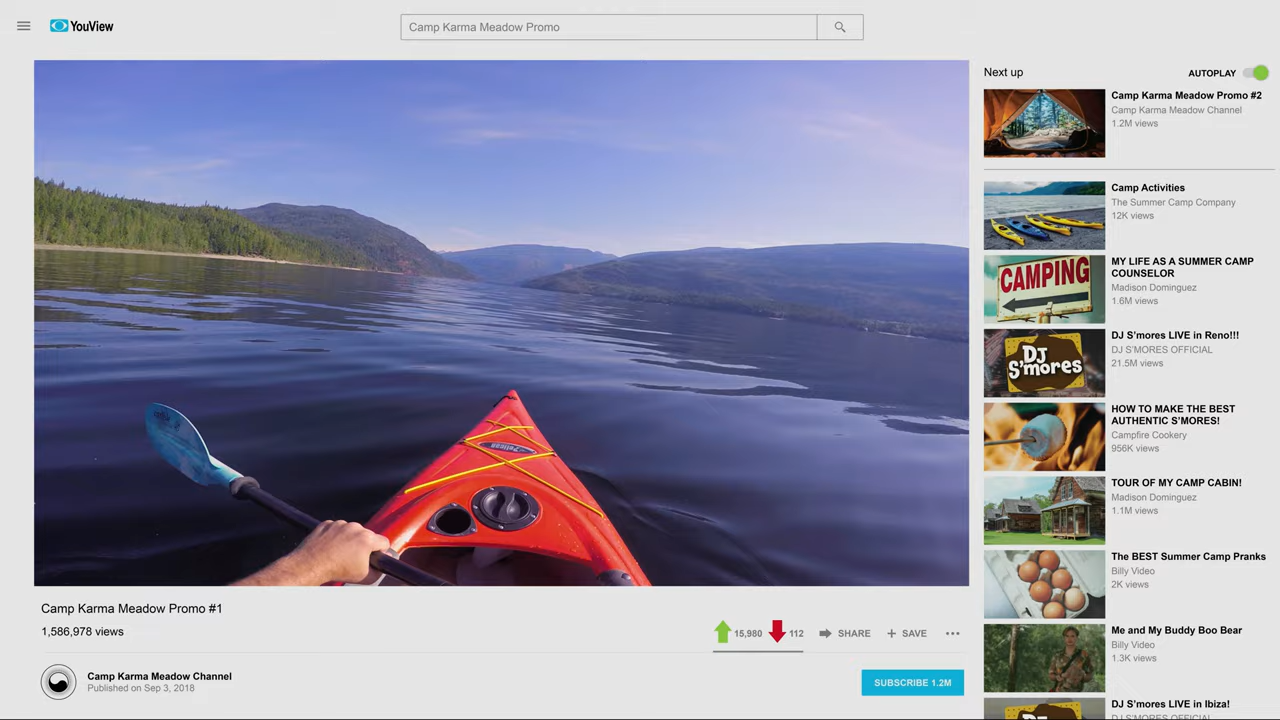 YouView
Camp Karma Meadow Promo
Next up
AUTOPLAY
Camp Karma Meadow Promo #2
Camp Karma Meadow Channel
1.2M views
Camp Activities
The Summer Camp Company
12K views
CAMPING
MY LIFE AS A SUMMER CAMP
COUNSELOR
Madison Dominguez
1.6M views
DJ
S'mores
DJ S'mores LIVE in Reno!!!
DJ S'MORES OFFICIAL
21.5M views
HOW TO MAKE THE BEST
AUTHENTIC S'MORES!
Campfire Cookery
956K views
TOUR OF MY CAMP CABIN!
Madison Dominguez
1.1M views
The BEST Summer Camp Pranks
Billy Video
2K views
Me and My Buddy Boo Bear
Billy Video
1.3K views
DJ
DJ S'mores LIVE in Ibiza!
DJ S'MORES OFFICIAL
Camp Karma Meadow Promo #1
1,586,978 views
15,980
112
SHARE
+ SAVE
Camp Karma Meadow Channel
Published on Sep 3, 2018
SUBSCRIBE 1.2M